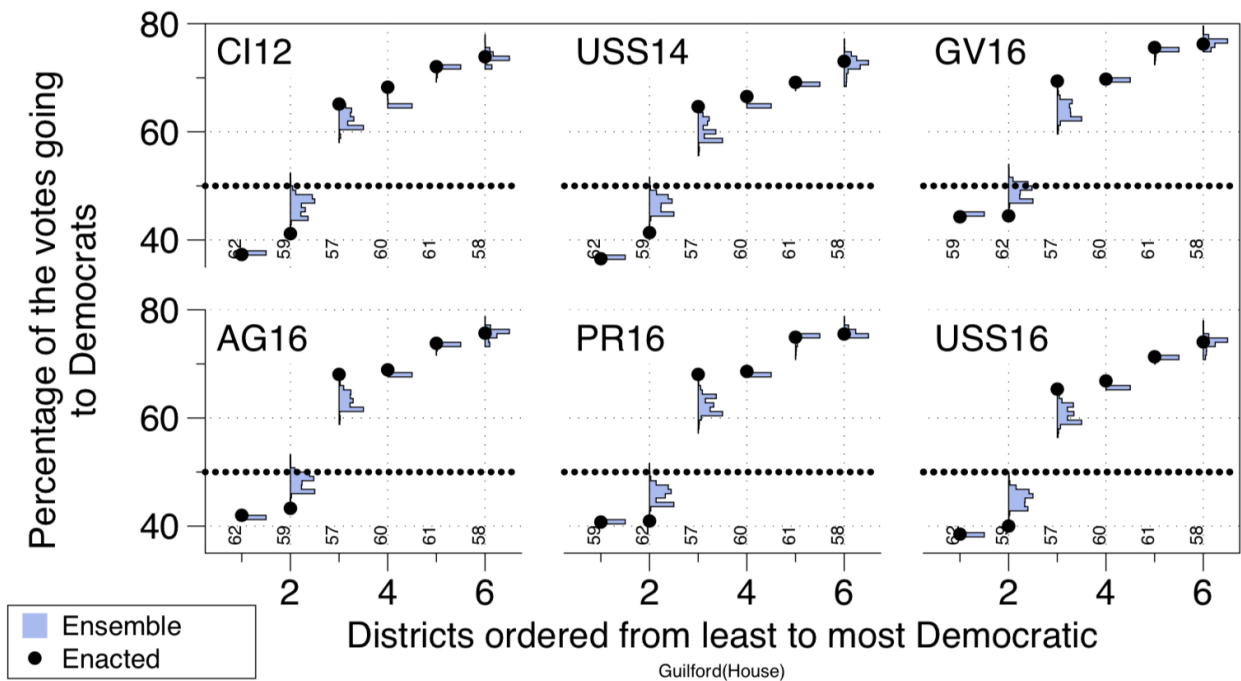 Percentage of the votes going
to Democrats
80
60
40
CI12
62 59 57 60 61 58
USS14
62 59 57 60 61 58
GV16
59 62 57 60 61 58
80
60
40
AG16
62 59 57 60 61 58
PR16
59 62 57 60 61 58
USS16
62 59 57 60 61 58
2 4 6 2 4 6 2 4 6
Districts ordered from least to most Democratic
Guilford(House)
Ensemble
Enacted